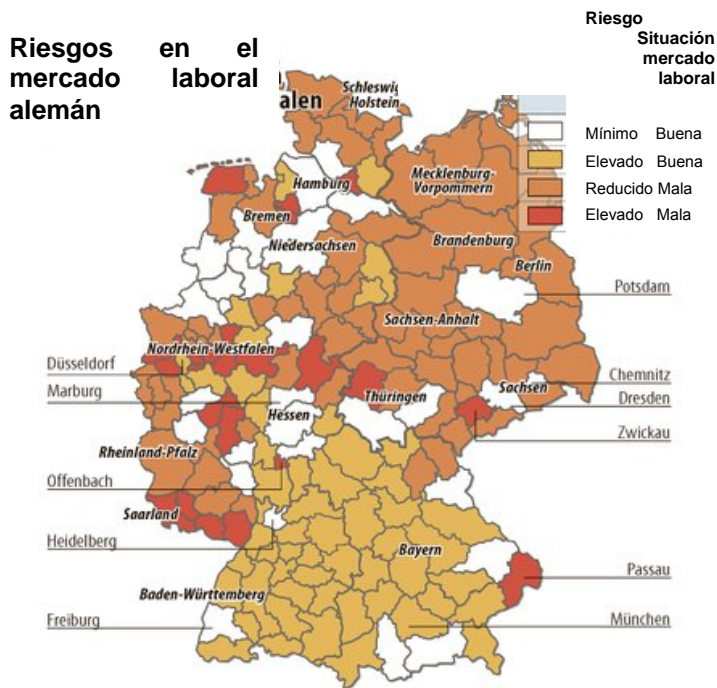 Riesgos en el
mercado laboral
alemán
Riesgo
Situación
mercado
laboral
Mínimo Buena
Elevado Buena
Reducido Mala
Elevado Mala
alen
Schleswig
Holstein
Hamburg
Mecklenburg-
Vorpommern
Bremen
Niedersachsen
Brandenburg
Berlin
Potsdam
Sachsen-Anhalt
Nordrhein-Westfalen
Düsseldorf
Marburg
Chemnitz
Sachsen
Dresden
Thüringen
Hessen
Zwickau
Rheinland-Pfalz
Offenbach
Saarland
Heidelberg
Bayern
Passau
Baden-Württemberg
Freiburg
München